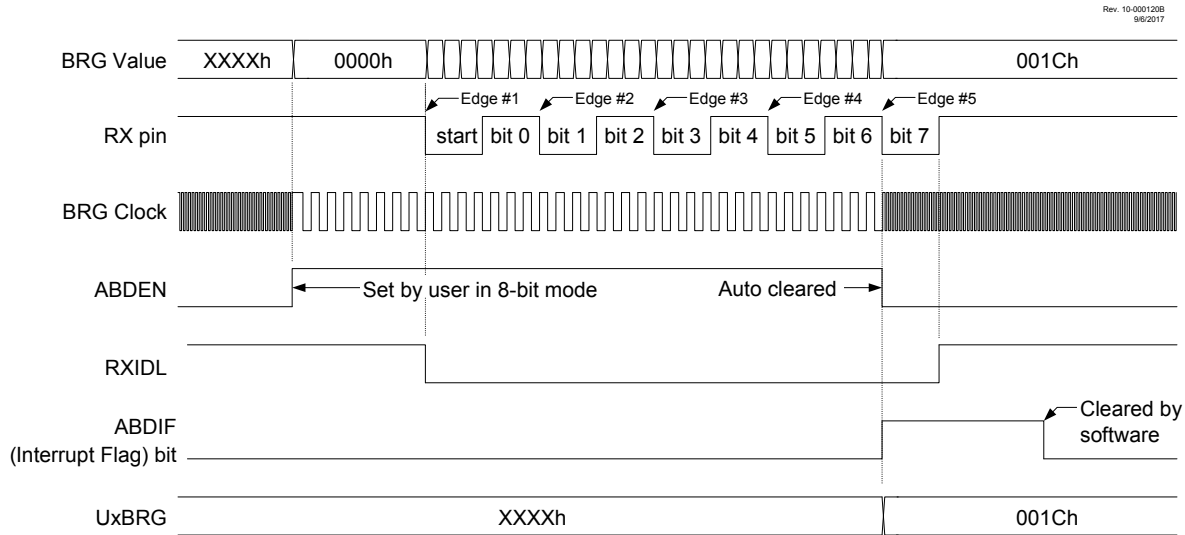 Rev. 10-000120B
9/6/2017
BRG Value XXXXh 0000h 001Ch
Edge #1 Edge #2 Edge #3 Edge #4 Edge #5
RX pin start bit 0 bit 1 bit 2 bit 3 bit 4 bit 5 bit 6 bit 7
BRG Clock
ABDEN Set by user in 8-bit mode Auto cleared
RXIDL
ABDIF
(Interrupt Flag) bit
Cleared by
software
UxBRG XXXXh 001Ch